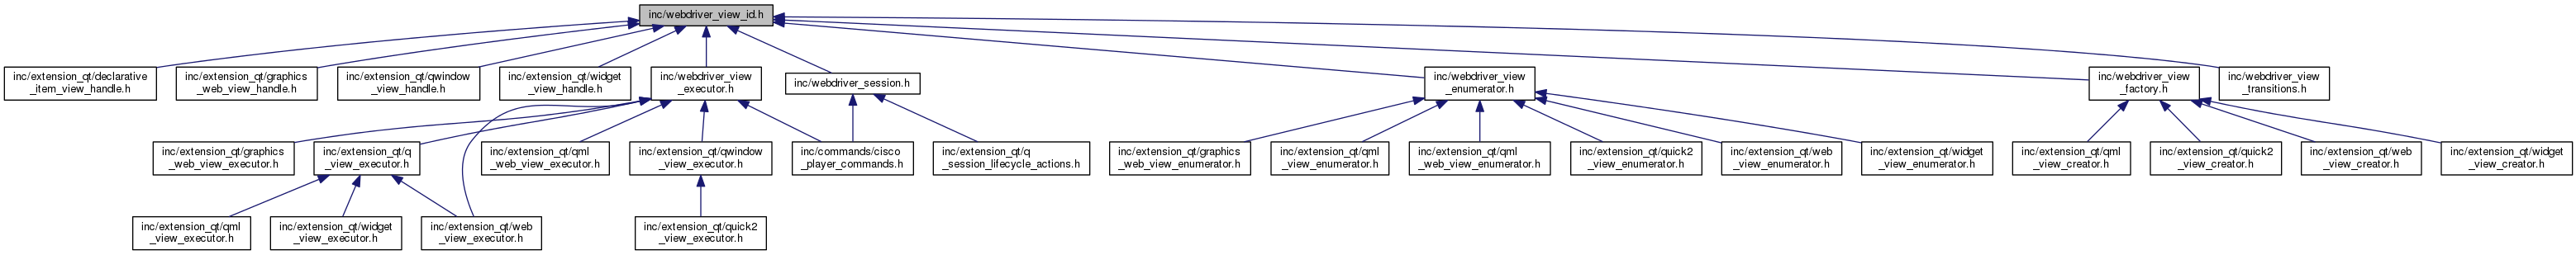 inc/webdriver_view_id.h
inc/extension_qt/declarative
_item_view_handle.h
inc/extension_qt/graphics
_web_view_handle.h
inc/extension_qt/qwindow
_view_handle.h
inc/extension_qt/widget
_view_handle.h
inc/webdriver_view
_executor.h
inc/webdriver_session.h
inc/webdriver_view
_enumerator.h
inc/webdriver_view
_factory.h
inc/webdriver_view
_transitions.h
inc/extension_qt/graphics
_web_view_executor.h
inc/extension_qt/q
_view_executor.h
inc/extension_qt/qml
_web_view_executor.h
inc/extension_qt/qwindow
_view_executor.h
inc/commands/cisco
_player_commands.h
inc/extension_qt/q
_session_lifecycle_actions.h
inc/extension_qt/graphics
_web_view_enumerator.h
inc/extension_qt/qml
_view_enumerator.h
inc/extension_qt/qml
_web_view_enumerator.h
inc/extension_qt/quick2
_view_enumerator.h
inc/extension_qt/web
_view_enumerator.h
inc/extension_qt/widget
_view_enumerator.h
inc/extension_qt/qml
_view_creator.h
inc/extension_qt/quick2
_view_creator.h
inc/extension_qt/web
_view_creator.h
inc/extension_qt/widget
_view_creator.h
inc/extension_qt/qml
_view_executor.h
inc/extension_qt/widget
_view_executor.h
inc/extension_qt/web
_view_executor.h
inc/extension_qt/quick2
_view_executor.h